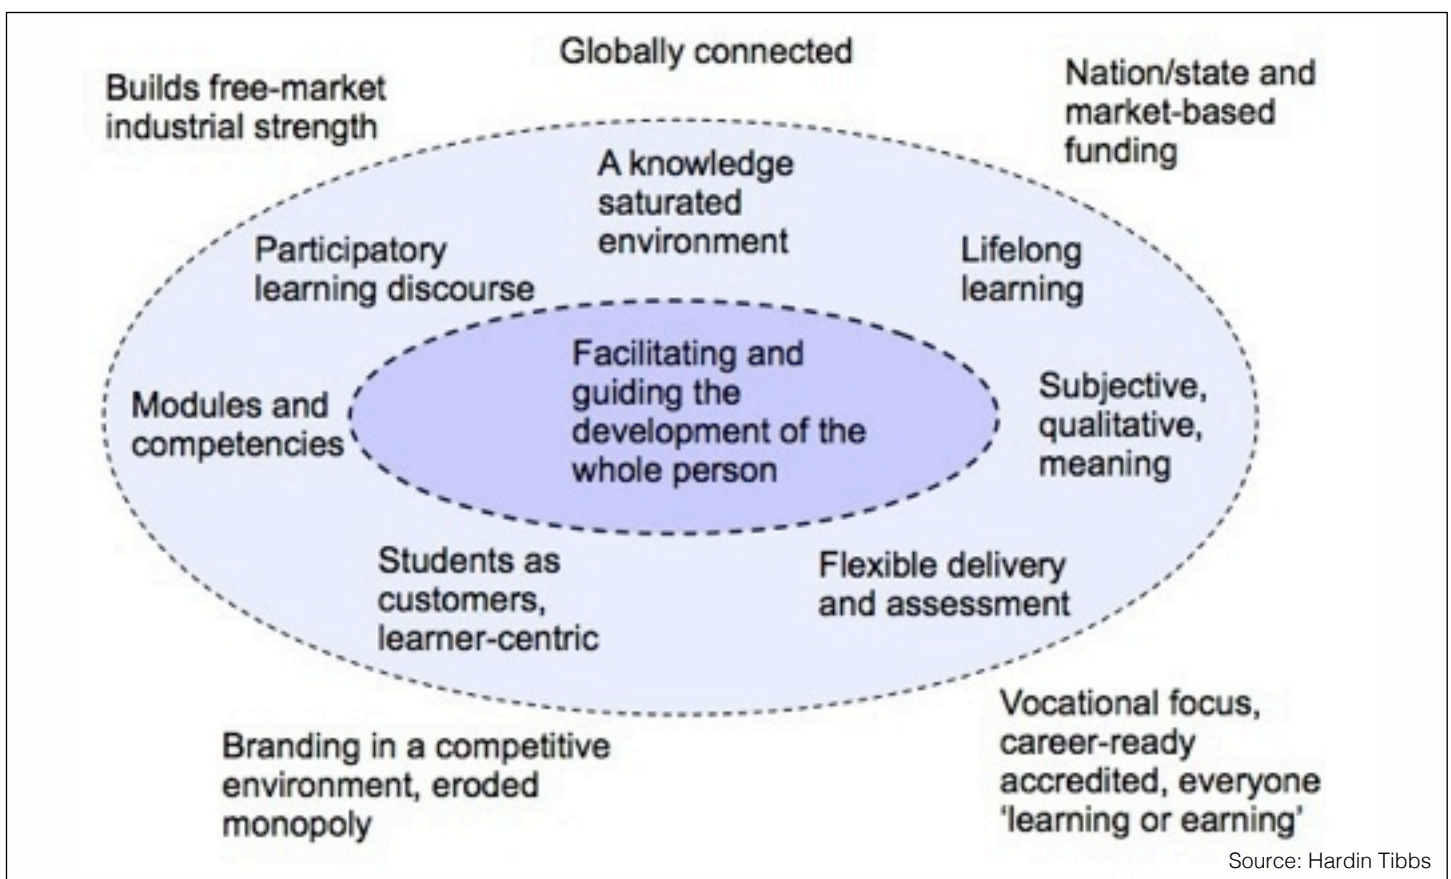 Globally connected
Builds free-market
industrial strength
Nation/state and
market-based
funding
A knowledge
saturated
environment
Participatory
learning discourse
Lifelong
learning
Facilitating and
guiding the
development of the
whole person
Modules and
competencies
Subjective,
qualitative,
meaning
Students as
customers,
learner-centric
Flexible delivery
and assessment
Branding in a competitive
environment, eroded
monopoly
Vocational focus,
career-ready
accredited, everyone
‘learning or earning’
Source: Hardin Tibbs